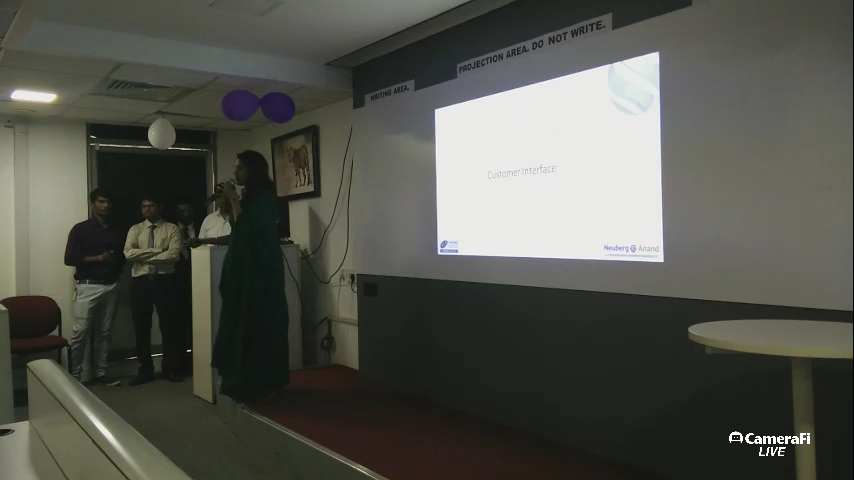 WRITING AREA.
PROJECTION AREA. DO NOT WRITE.
Customer Interface
Neuberg Anand
CameraFi
LIVE